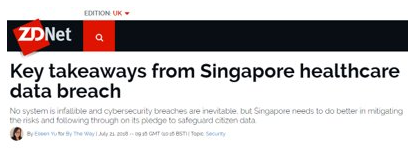 EDITION: UK
ZDNet
Key takeaways from Singapore healthcare
data breach
No system is infallible and cybersecurity breaches are inevitable, but Singapore needs to do better in mitigating
the risks and following through on its pledge to safeguard citizen data.
By Eileen Yu for By The Way | July 21, 2018 -- 09:16 GMT (10:16 BST) | Topic: Security